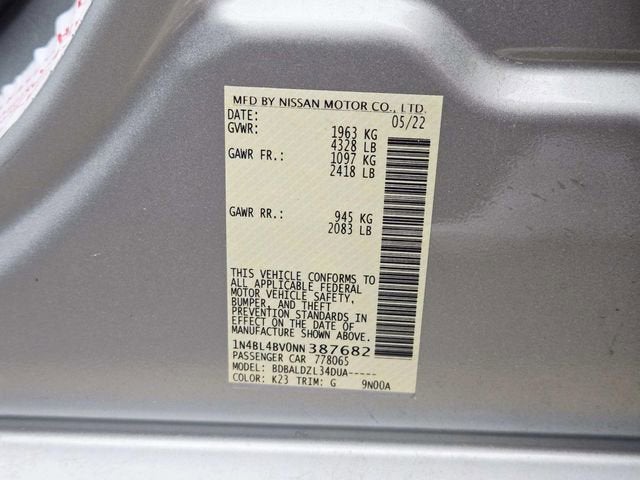 MFD BY NISSAN MOTOR CO., LTD.
DATE: 05/22
GVWR: 1963 KG
4328 LB
GAWR FR.: 1097 KG
2418 LB
GAWR RR.: 945 KG
2083 LB
THIS VEHICLE CONFORMS TO
ALL APPLICABLE FEDERAL
MOTOR VEHICLE SAFETY,
BUMPER, AND THEFT
PREVENTION STANDARDS IN
EFFECT ON THE DATE OF
MANUFACTURE SHOWN ABOVE.
1N4BL4BV0NN387682
PASSENGER CAR 778065
MODEL: BDBALDZL34DUA-----
COLOR: K23 TRIM: G 9N00A